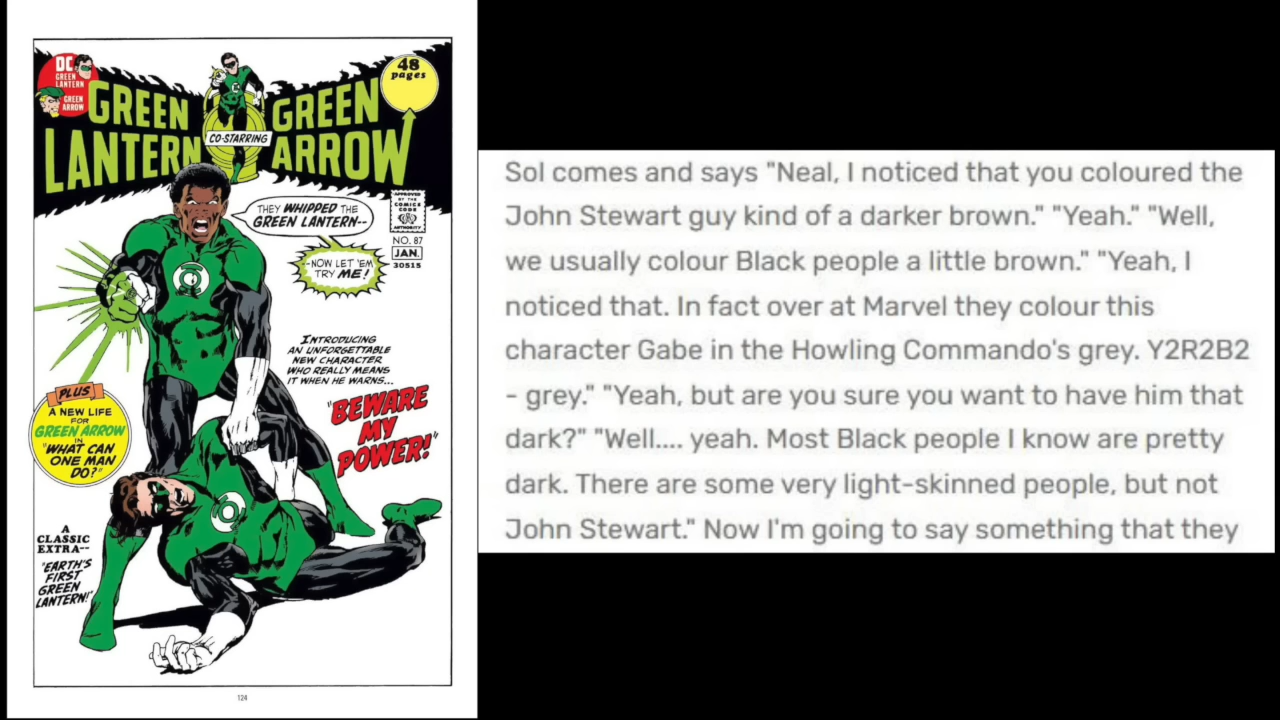 DC
GREEN
LANTERN
GREEN
ARROW
GREEN
LANTERN
CO-STARRING
GREEN
ARROW
48
pages
THEY WHIPPED THE
GREEN LANTERN--
--NOW LET 'EM
TRY ME!
APPROVED
BY THE
COMICS
CODE
AUTHORITY
NO. 87
JAN.
30515
INTRODUCING
AN UNFORGETTABLE
NEW CHARACTER
WHO REALLY MEANS
IT WHEN HE WARNS...
"BEWARE
MY
POWER!"
PLUS
A NEW LIFE
FOR
GREEN ARROW
IN
"WHAT CAN
ONE MAN
DO?"
A
CLASSIC
EXTRA--
"EARTH'S
FIRST
GREEN
LANTERN!"
124
Sol comes and says "Neal, I noticed that you coloured the
John Stewart guy kind of a darker brown." "Yeah." "Well,
we usually colour Black people a little brown." "Yeah, I
noticed that. In fact over at Marvel they colour this
character Gabe in the Howling Commando's grey. Y2R2B2
- grey." "Yeah, but are you sure you want to have him that
dark?" "Well.... yeah. Most Black people I know are pretty
dark. There are some very light-skinned people, but not
John Stewart." Now I'm going to say something that they